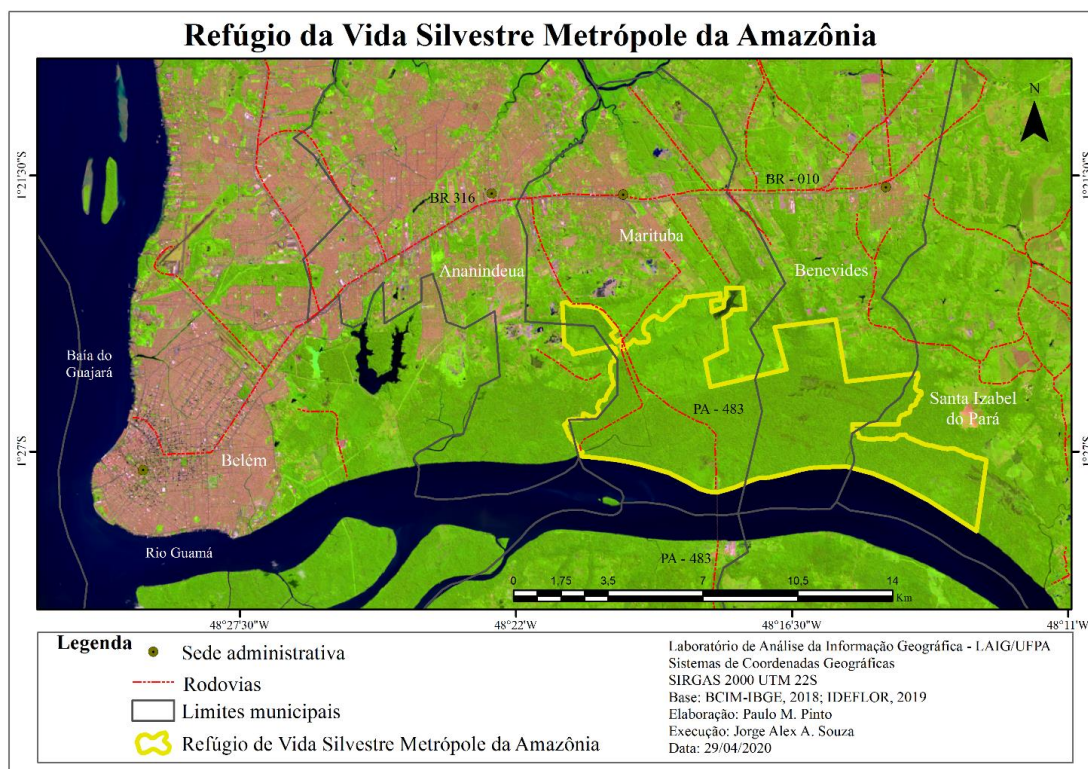 Refúgio da Vida Silvestre Metrópole da Amazônia
N
1°21'30"S
1°21'30"S
BR - 010
BR 316
Marituba
Ananindeua
Benevides
Baía do
Guajará
Santa Izabel
do Pará
PA - 483
1°27'S
1°27'S
Belém
Rio Guamá
PA - 483
0 1,75 3,5 7 10,5 14
Km
48°27'30"W 48°22'W 48°16'30"W 48°11'W
Legenda
Sede administrativa
Rodovias
Limites municipais
Refúgio de Vida Silvestre Metrópole da Amazônia
Laboratório de Análise da Informação Geográfica - LAIG/UFPA
Sistemas de Coordenadas Geográficas
SIRGAS 2000 UTM 22S
Base: BCIM-IBGE, 2018; IDEFLOR, 2019
Elaboração: Paulo M. Pinto
Execução: Jorge Alex A. Souza
Data: 29/04/2020